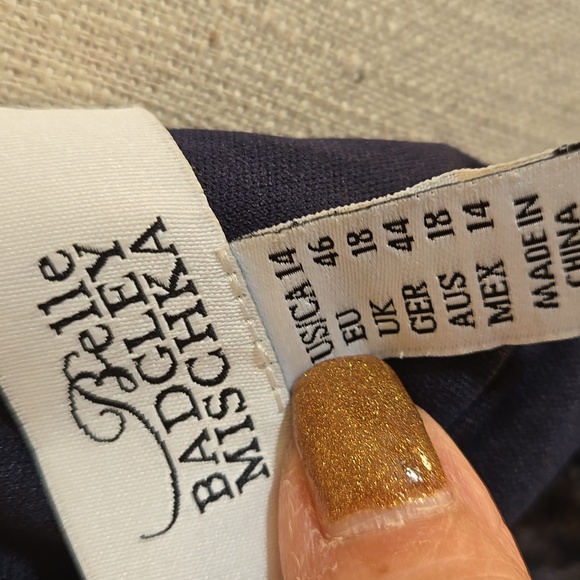 Belle
BADGLEY
MISCHKA
US|CA 14
EU 46
UK 18
GER 44
AUS 18
MEX 14
MADE IN
CHINA